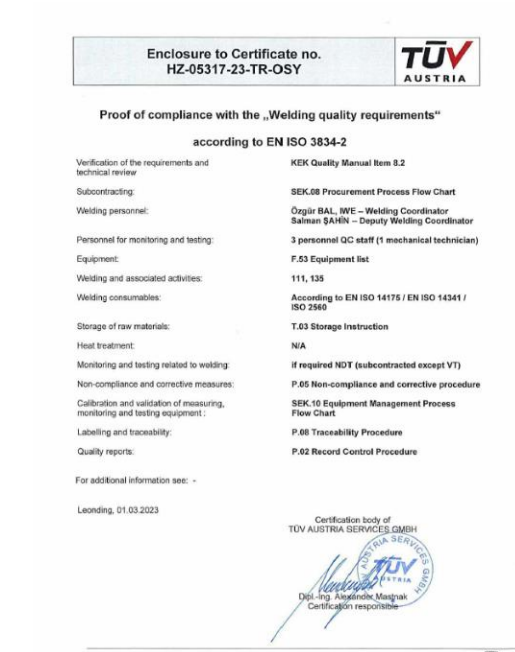 Enclosure to Certificate no.
HZ-05317-23-TR-OSY
TÜV
AUSTRIA
Proof of compliance with the „Welding quality requirements“
according to EN ISO 3834-2
Verification of the requirements and
technical review
KEK Quality Manual Item 8.2
Subcontracting:
SEK.08 Procurement Process Flow Chart
Welding personnel:
Özgür BAL, IWE – Welding Coordinator
Salman ŞAHİN – Deputy Welding Coordinator
Personnel for monitoring and testing:
3 personnel QC staff (1 mechanical technician)
Equipment:
F.53 Equipment list
Welding and associated activities:
111, 135
Welding consumables:
According to EN ISO 14175 / EN ISO 14341 /
ISO 2560
Storage of raw materials:
T.03 Storage Instruction
Heat treatment:
N/A
Monitoring and testing related to welding:
if required NDT (subcontracted except VT)
Non-compliance and corrective measures:
P.05 Non-compliance and corrective procedure
Calibration and validation of measuring,
monitoring and testing equipment :
SEK.10 Equipment Management Process
Flow Chart
Labelling and traceability:
P.08 Traceability Procedure
Quality reports:
P.02 Record Control Procedure
For additional information see: -
Leonding, 01.03.2023
Certification body of
TÜV AUSTRIA SERVICES GMBH
TÜV
AUSTRIA
AUSTRIA SERVICES GMBH
Dipl.-Ing. Alexander Mastnak
Certification responsible